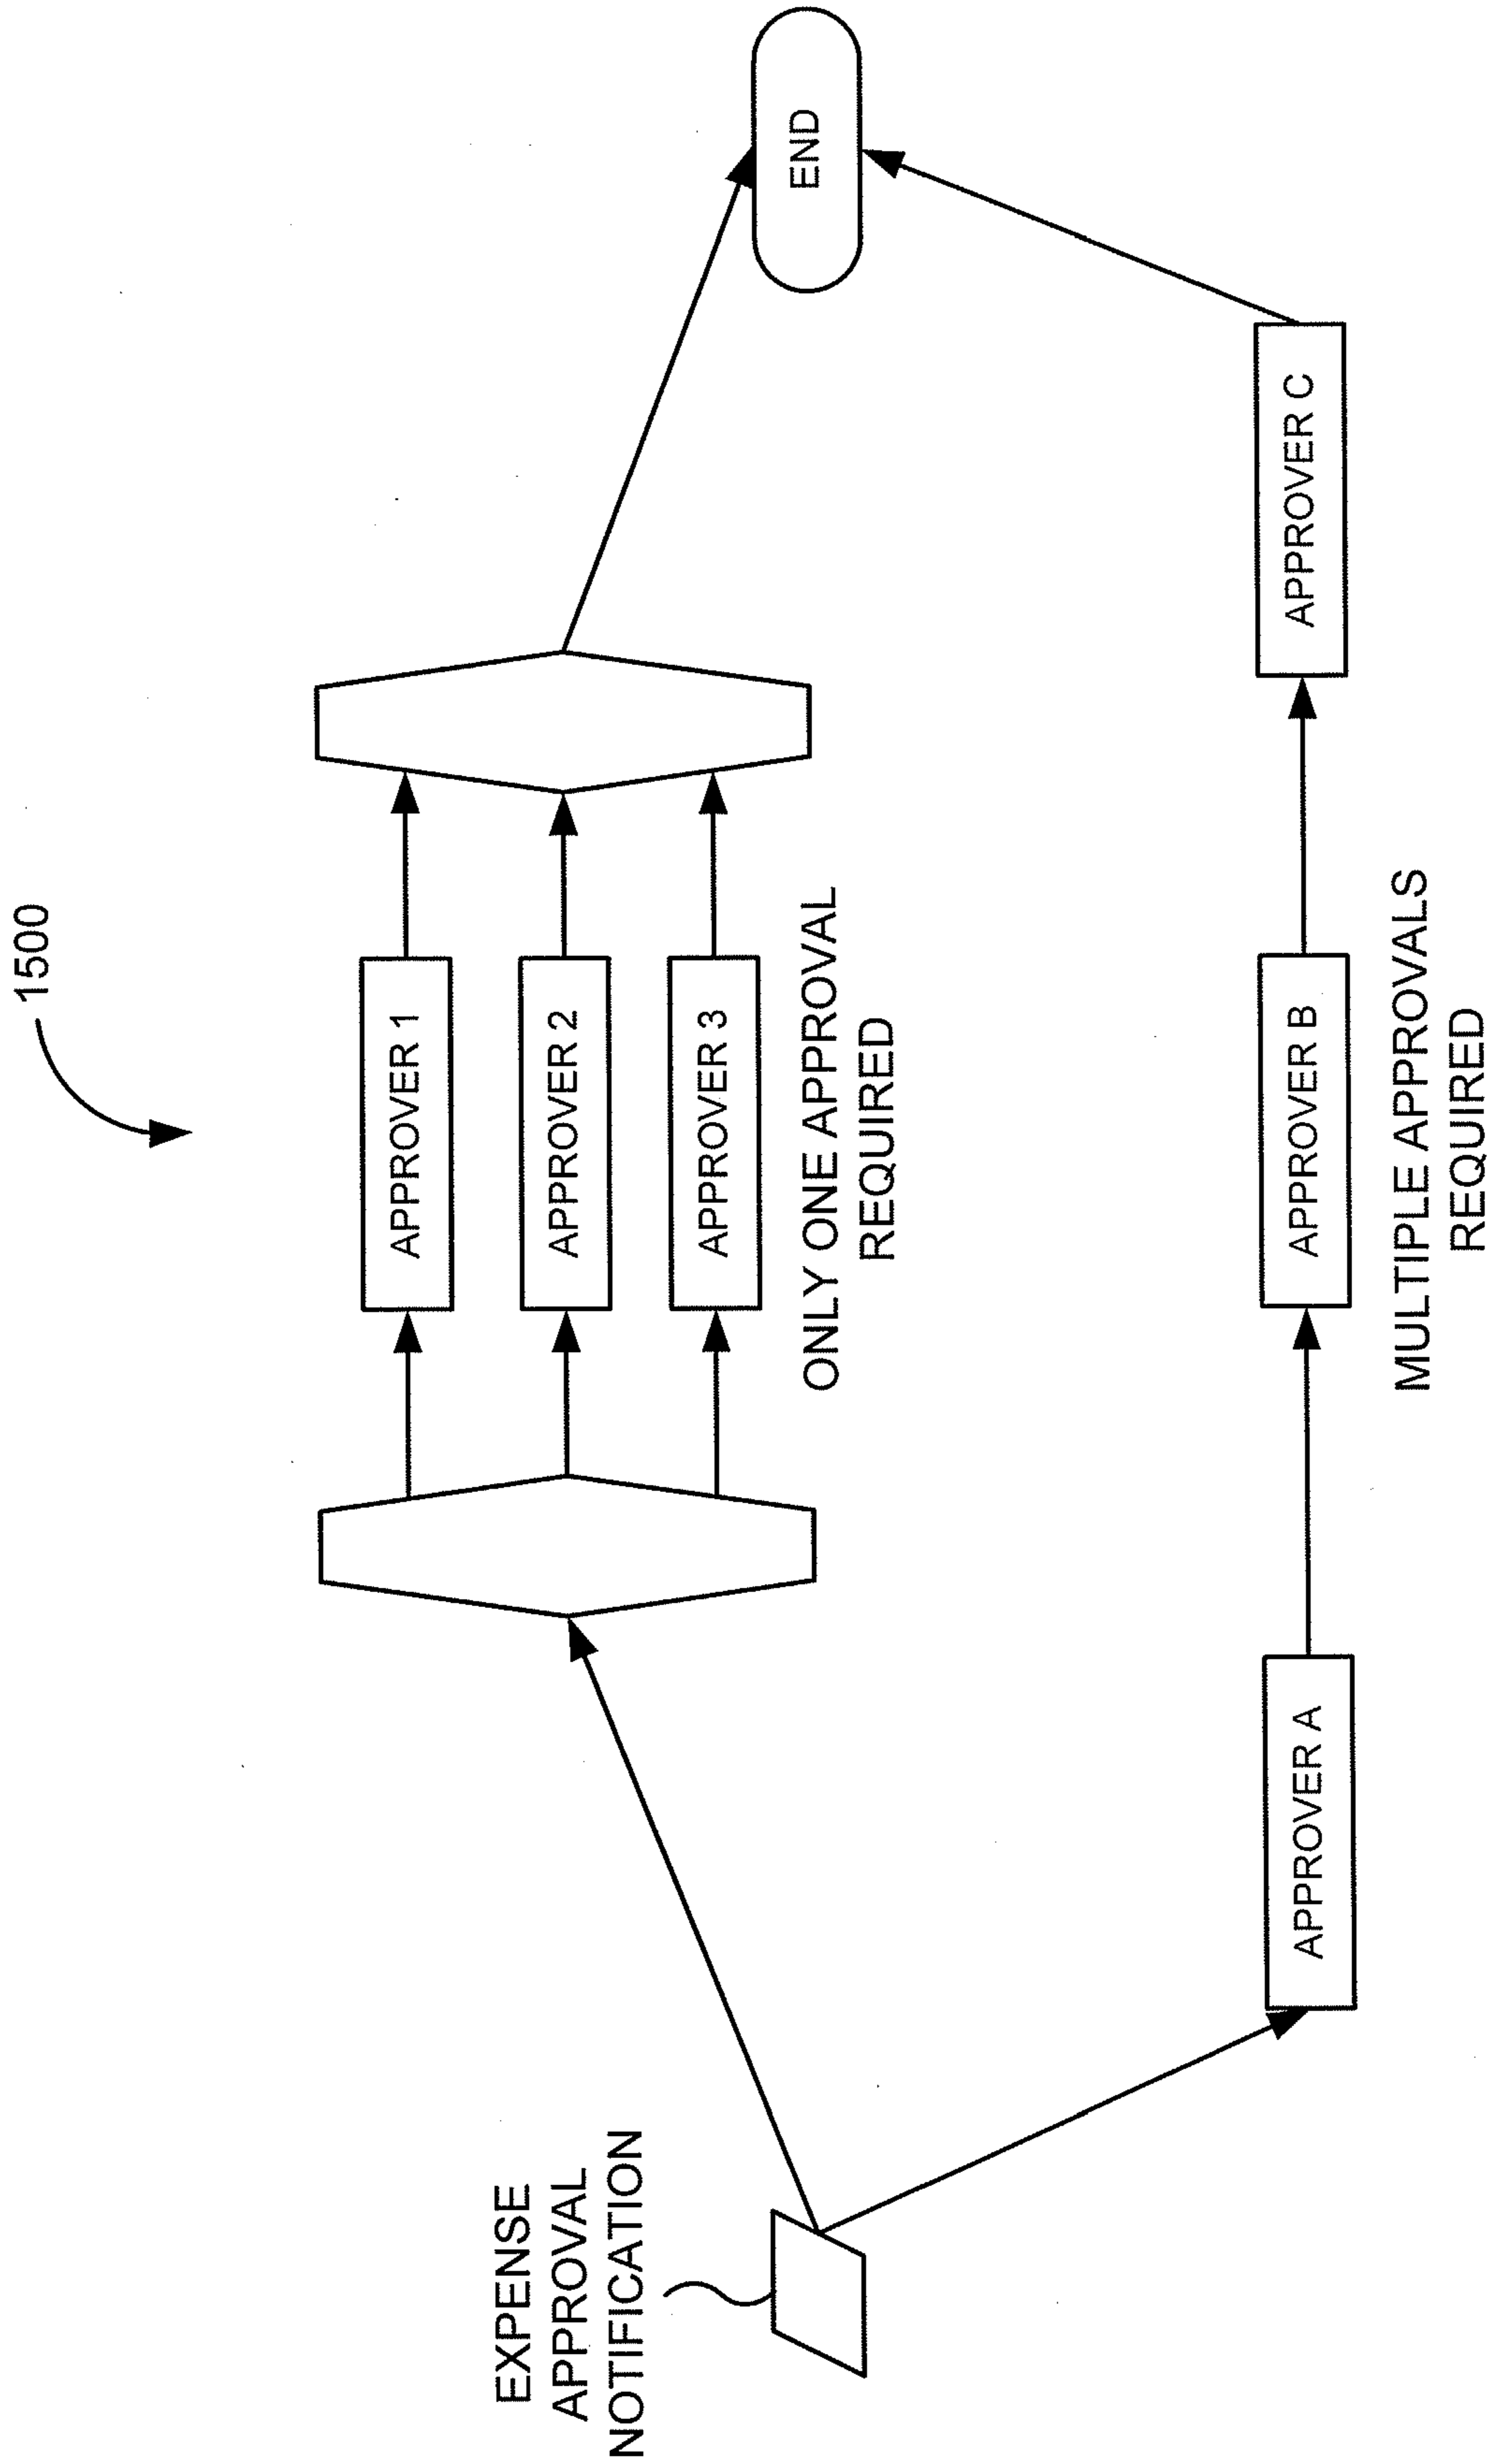 1500
EXPENSE
APPROVAL
NOTIFICATION
APPROVER 1
APPROVER 2
APPROVER 3
ONLY ONE APPROVAL
REQUIRED
END
APPROVER A
APPROVER B
APPROVER C
MULTIPLE APPROVALS
REQUIRED